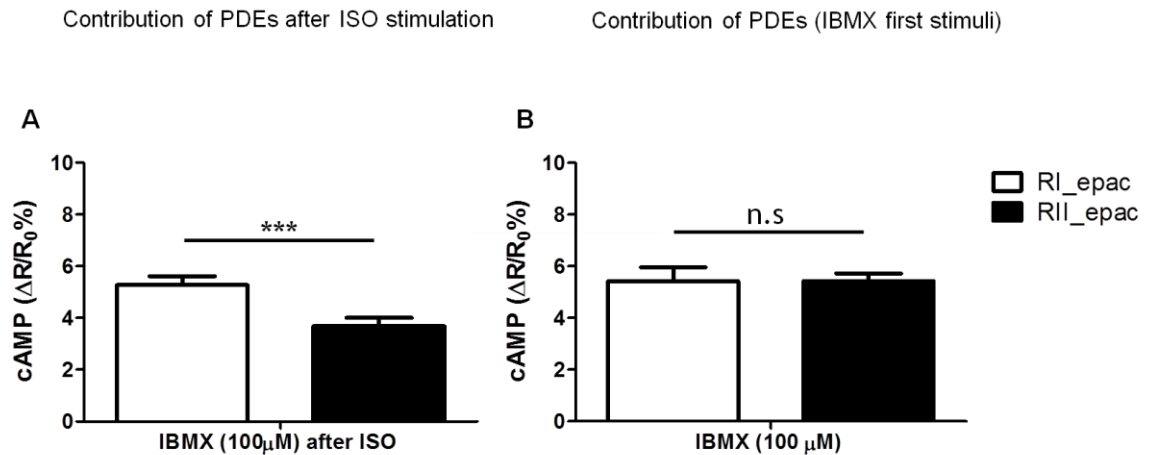 Contribution of PDEs after ISO stimulation
Contribution of PDEs (IBMX first stimuli)
A
10
8
6
4
2
0
cAMP (ΔR/R₀%)
***
IBMX (100μM) after ISO
B
10
8
6
4
2
0
cAMP (ΔR/R₀%)
n.s
IBMX (100 μM)
RI_epac
RII_epac